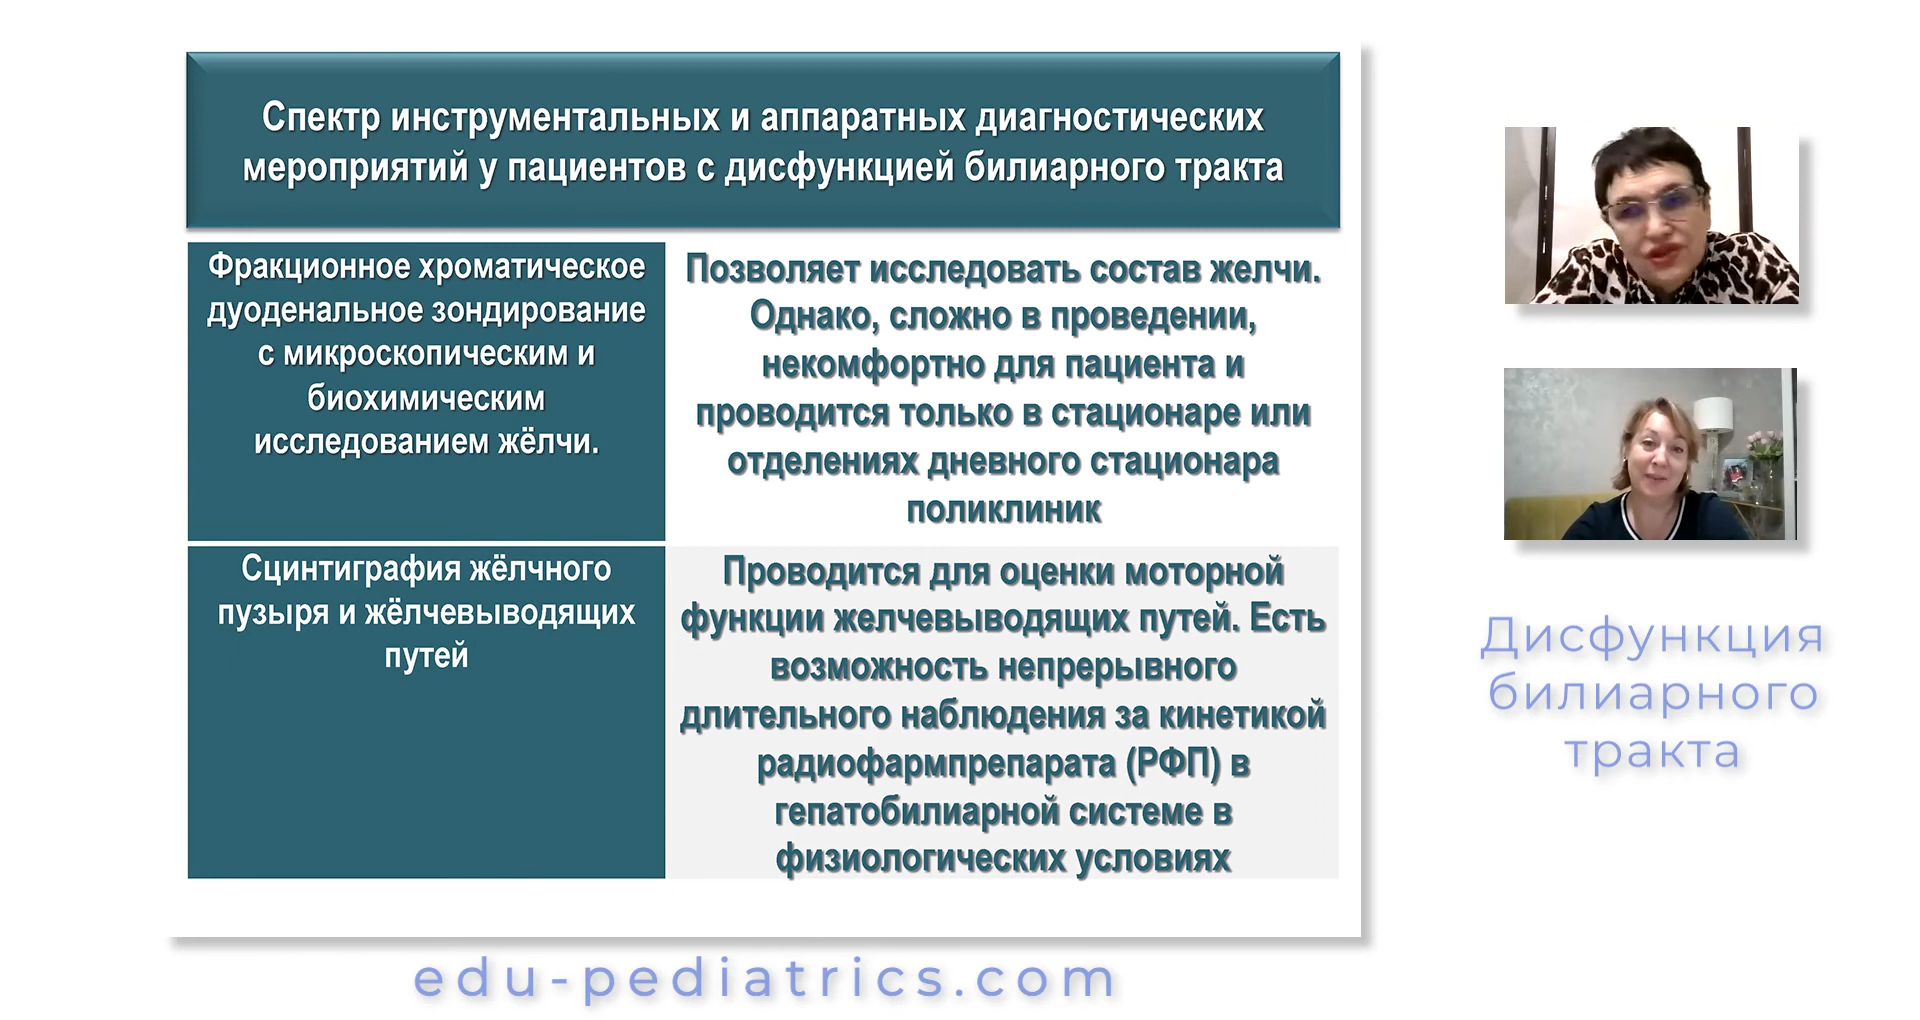 Спектр инструментальных и аппаратных диагностических
мероприятий у пациентов с дисфункцией билиарного тракта
Фракционное хроматическое
дуоденальное зондирование
с микроскопическим и
биохимическим
исследованием жёлчи.
Позволяет исследовать состав желчи.
Однако, сложно в проведении,
некомфортно для пациента и
проводится только в стационаре или
отделениях дневного стационара
поликлиник
Сцинтиграфия жёлчного
пузыря и жёлчевыводящих
путей
Проводится для оценки моторной
функции желчевыводящих путей. Есть
возможность непрерывного
длительного наблюдения за кинетикой
радиофармпрепарата (РФП) в
гепатобилиарной системе в
физиологических условиях
Дисфункция
билиарного
тракта
edu-pediatrics.com